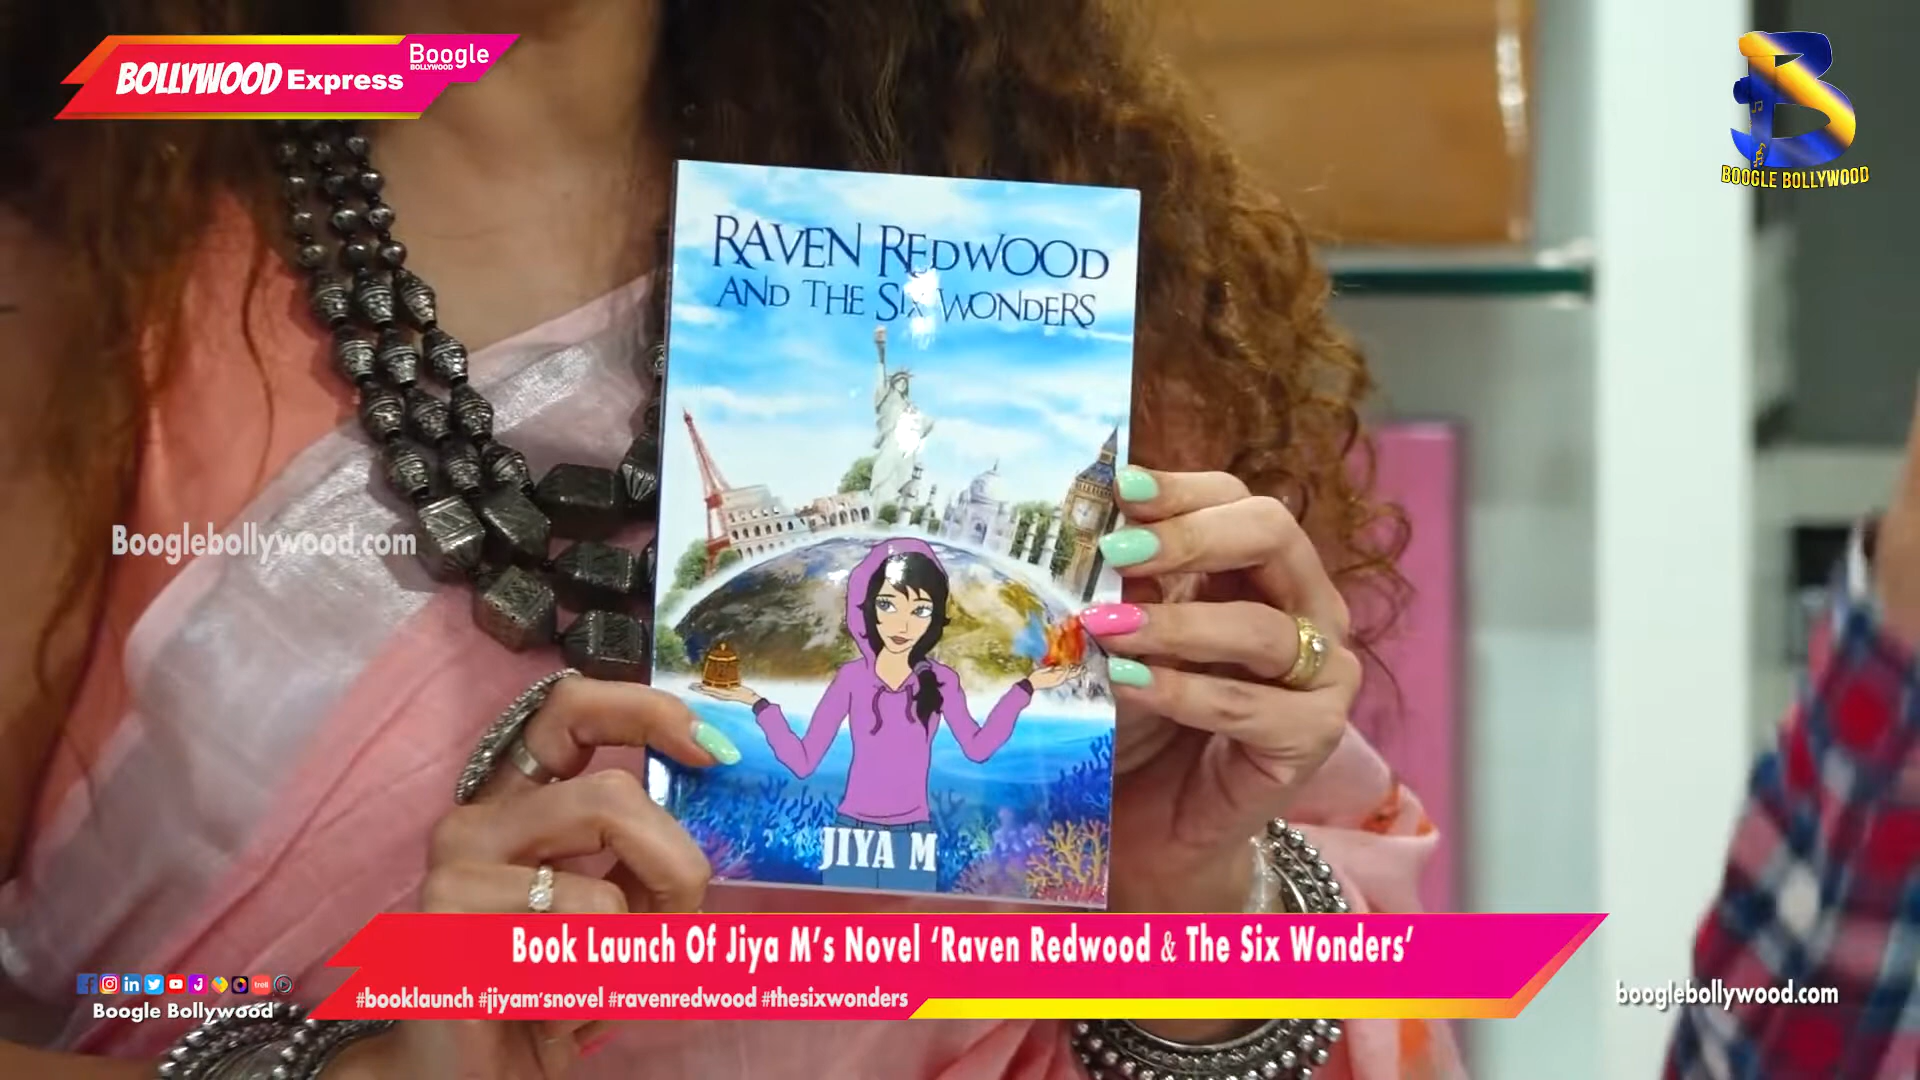 BOLLYWOOD Express
Boogle
BOLLYWOOD
BOOGLE BOLLYWOOD
RAVEN REDWOOD
AND THE SIX WONDERS
Booglebollywood.com
JIYA M
Book Launch Of Jiya M's Novel ‘Raven Redwood & The Six Wonders’
#booklaunch #jiyam'snovel #ravenredwood #thesixwonders
Boogle Bollywood
booglebollywood.com